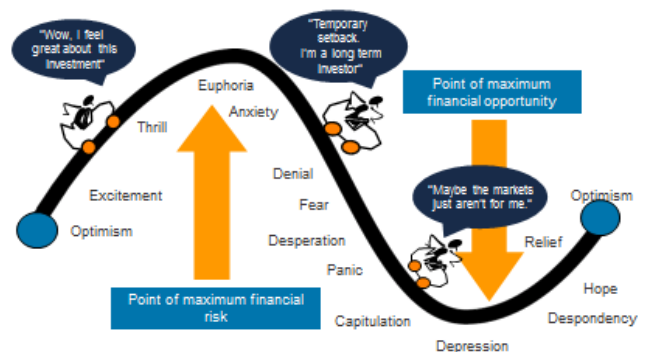 "Wow, I feel
great about this
Investment"
"Temporary
setback.
I'm a long term
Investor"
Point of maximum
financial opportunity
Euphoria
Anxiety
Thrill
Denial
Excitement
Fear
"Maybe the markets
just aren't for me."
Optimism
Optimism
Desperation
Relief
Panic
Point of maximum financial
risk
Hope
Capitulation
Despondency
Depression